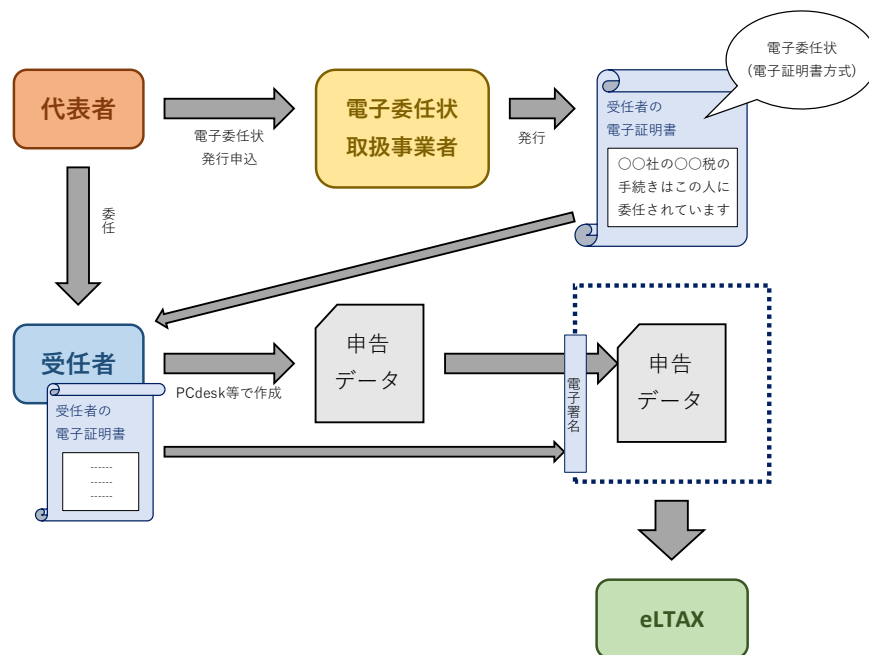 電子委任状
(電子証明書方式)
代表者
電子委任状
発行申込
電子委任状
取扱事業者
発行
受任者の
電子証明書
〇〇社の〇〇税の
手続きはこの人に
委任されています
委任
受任者
PCdesk等で作成
申告
データ
電子署名
申告
データ
受任者の
電子証明書
------
------
------
eLTAX